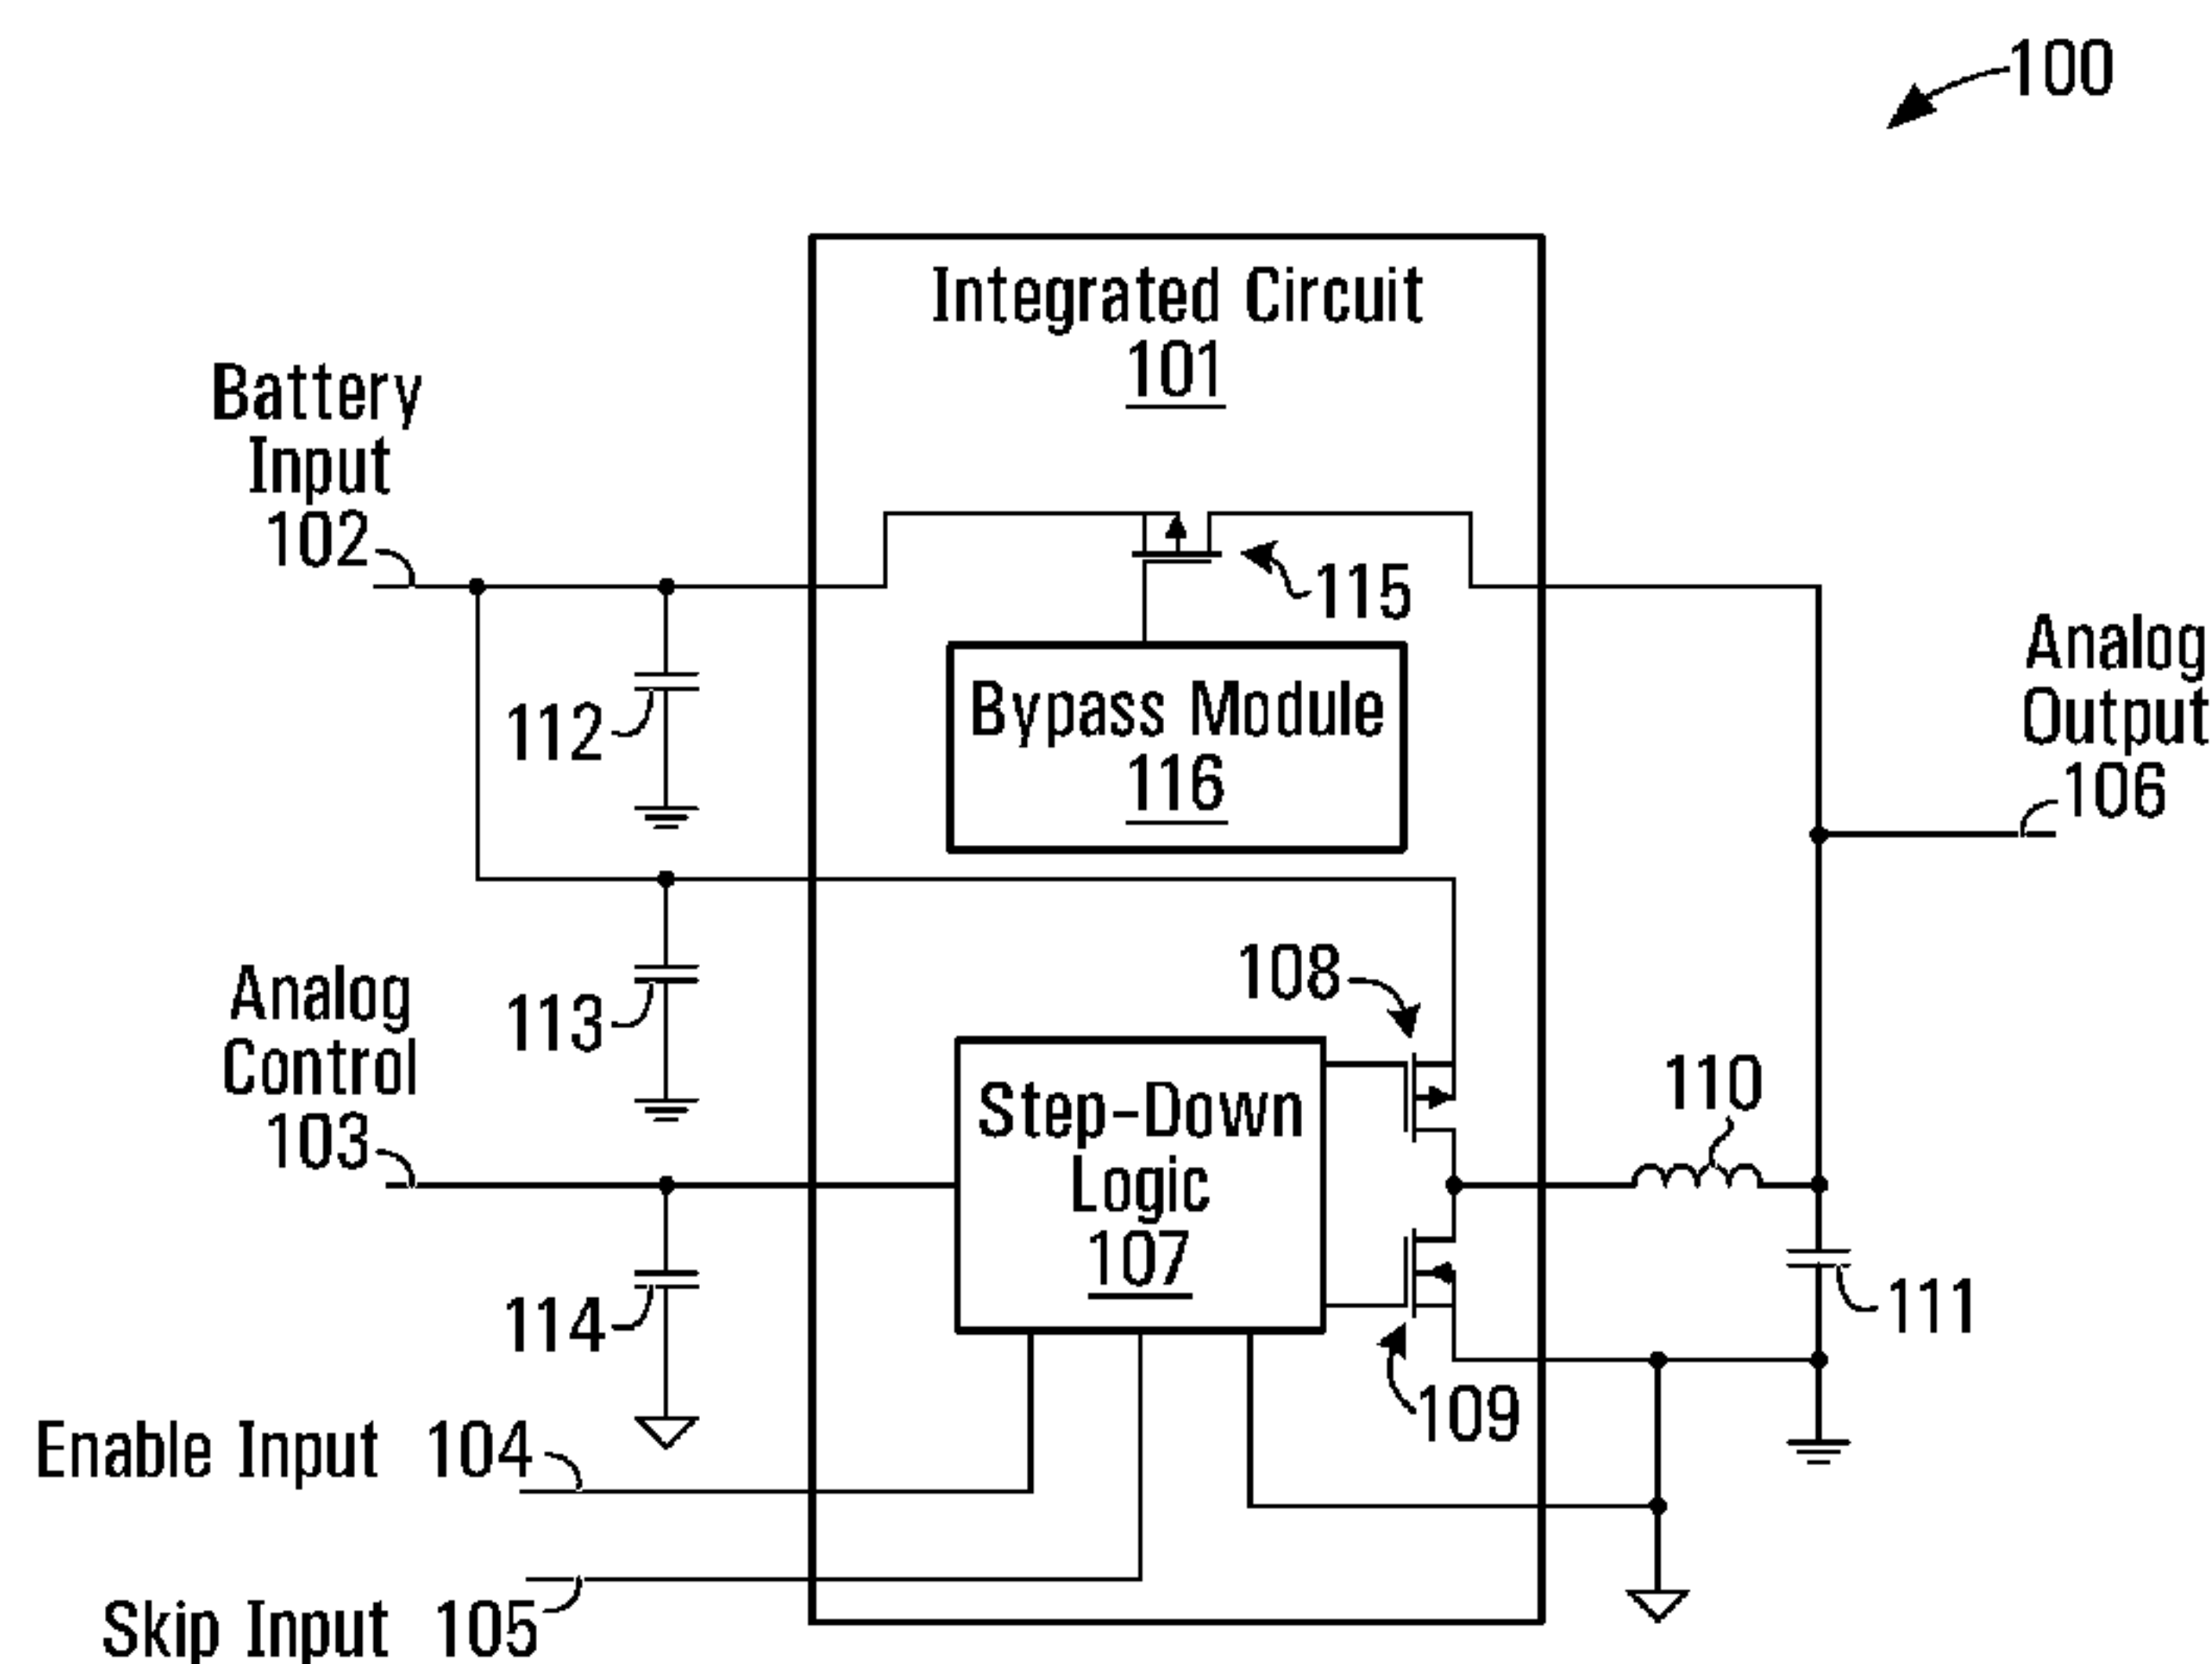 100
Integrated Circuit
101
Battery
Input
102
115
Bypass Module
116
112
Analog
Output
106
108
113
Analog
Control
103
Step-Down
Logic
107
110
114
111
109
Enable Input 104
Skip Input 105